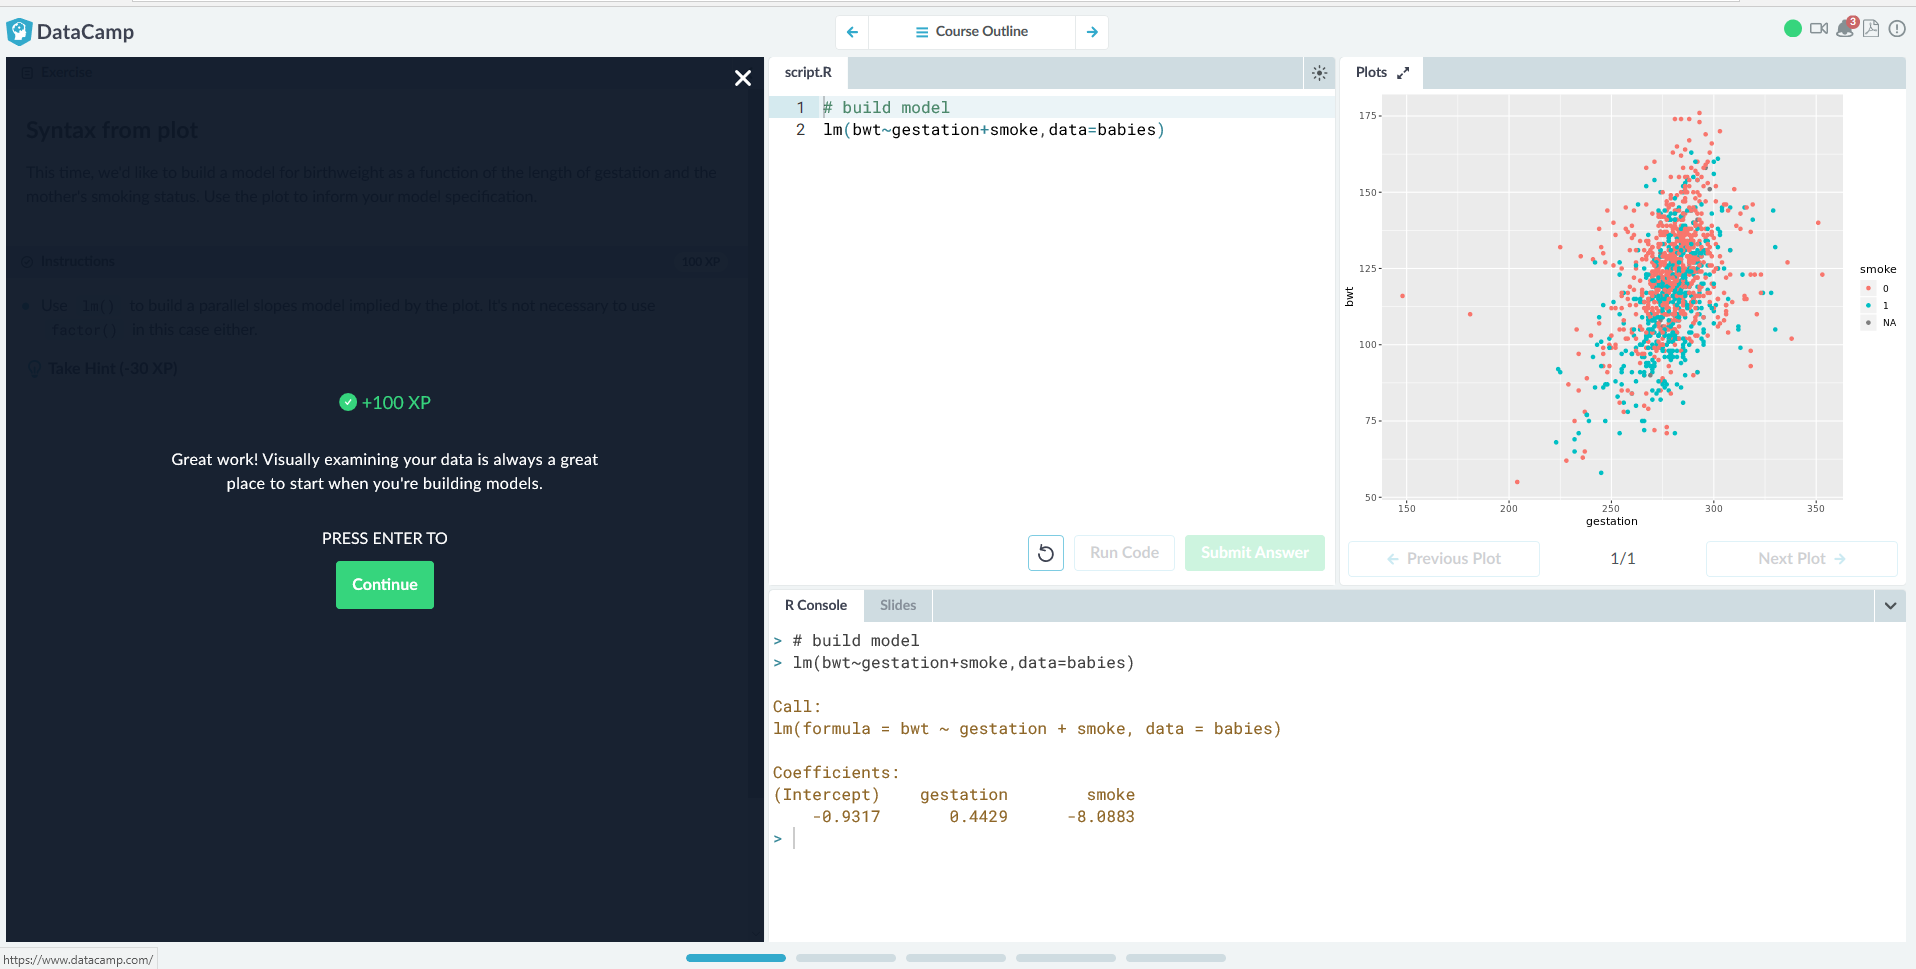 DataCamp
Course Outline
3
Exercise
Syntax from plot
This time, we'd like to build a model for birthweight as a function of the length of gestation and the
mother's smoking status. Use the plot to inform your model specification.
Instructions
100 XP
Use lm() to build a parallel slopes model implied by the plot. It's not necessary to use
factor() in this case either.
Take Hint (-30 XP)
+100 XP
Great work! Visually examining your data is always a great
place to start when you're building models.
PRESS ENTER TO
Continue
script.R
1 # build model
2 lm(bwt~gestation+smoke,data=babies)
Run Code
Submit Answer
Plots
175
150
125
100
75
50
bwt
150 200 250 300 350
gestation
smoke
0
1
NA
Previous Plot
1/1
Next Plot
R Console
Slides
> # build model
> lm(bwt~gestation+smoke,data=babies)
Call:
lm(formula = bwt ~ gestation + smoke, data = babies)
Coefficients:
(Intercept) gestation smoke
-0.9317 0.4429 -8.0883
>
https://www.datacamp.com/